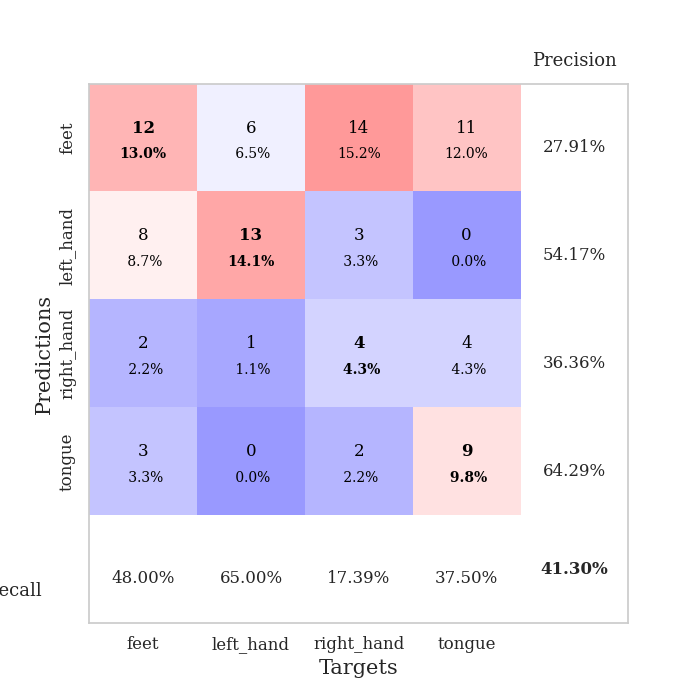 Precision
feet 12 6 14 11 27.91%
13.0% 6.5% 15.2% 12.0%
left_hand 8 13 3 0 54.17%
8.7% 14.1% 3.3% 0.0%
right_hand 2 1 4 4 36.36%
2.2% 1.1% 4.3% 4.3%
tongue 3 0 2 9 64.29%
3.3% 0.0% 2.2% 9.8%
Predictions
ecall 48.00% 65.00% 17.39% 37.50% 41.30%
feet left_hand right_hand tongue
Targets